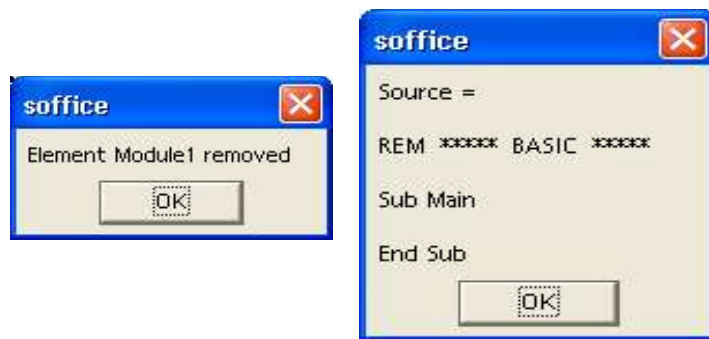 soffice
Element Module1 removed
OK
soffice
Source =
REM ***** BASIC *****
Sub Main
End Sub
OK